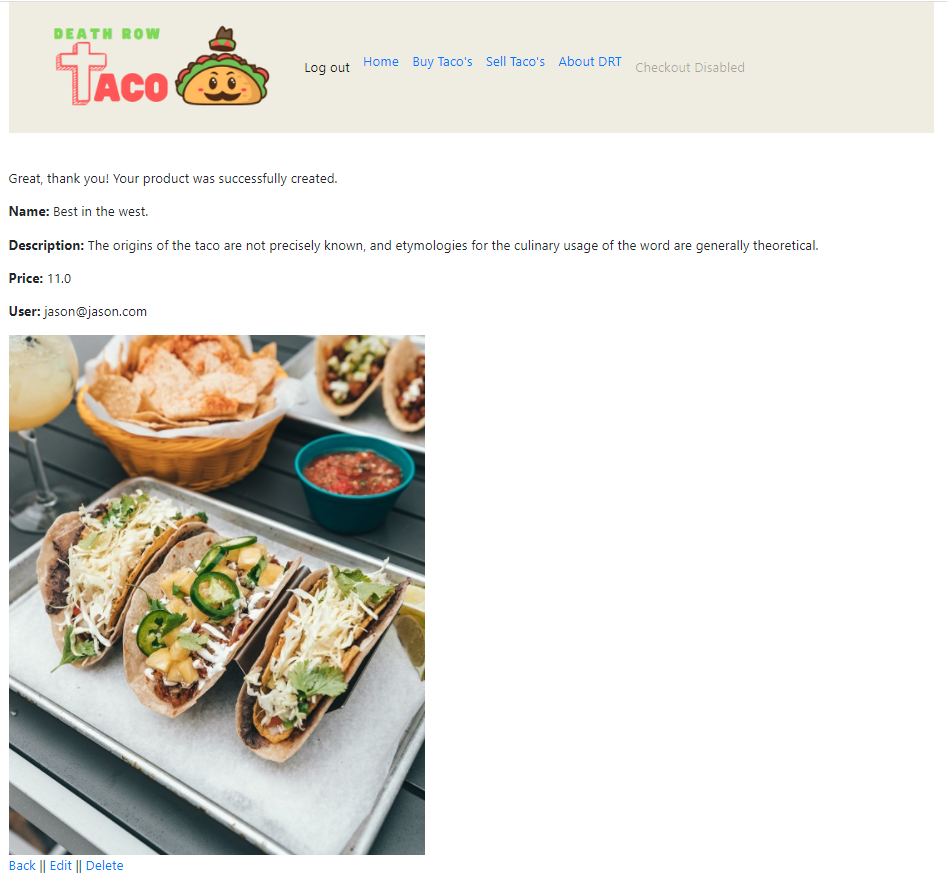 DEATH ROW
TACO
Log out Home Buy Taco's Sell Taco's About DRT Checkout Disabled
Great, thank you! Your product was successfully created.
Name: Best in the west.
Description: The origins of the taco are not precisely known, and etymologies for the culinary usage of the word are generally theoretical.
Price: 11.0
User: jason@jason.com
Back || Edit || Delete